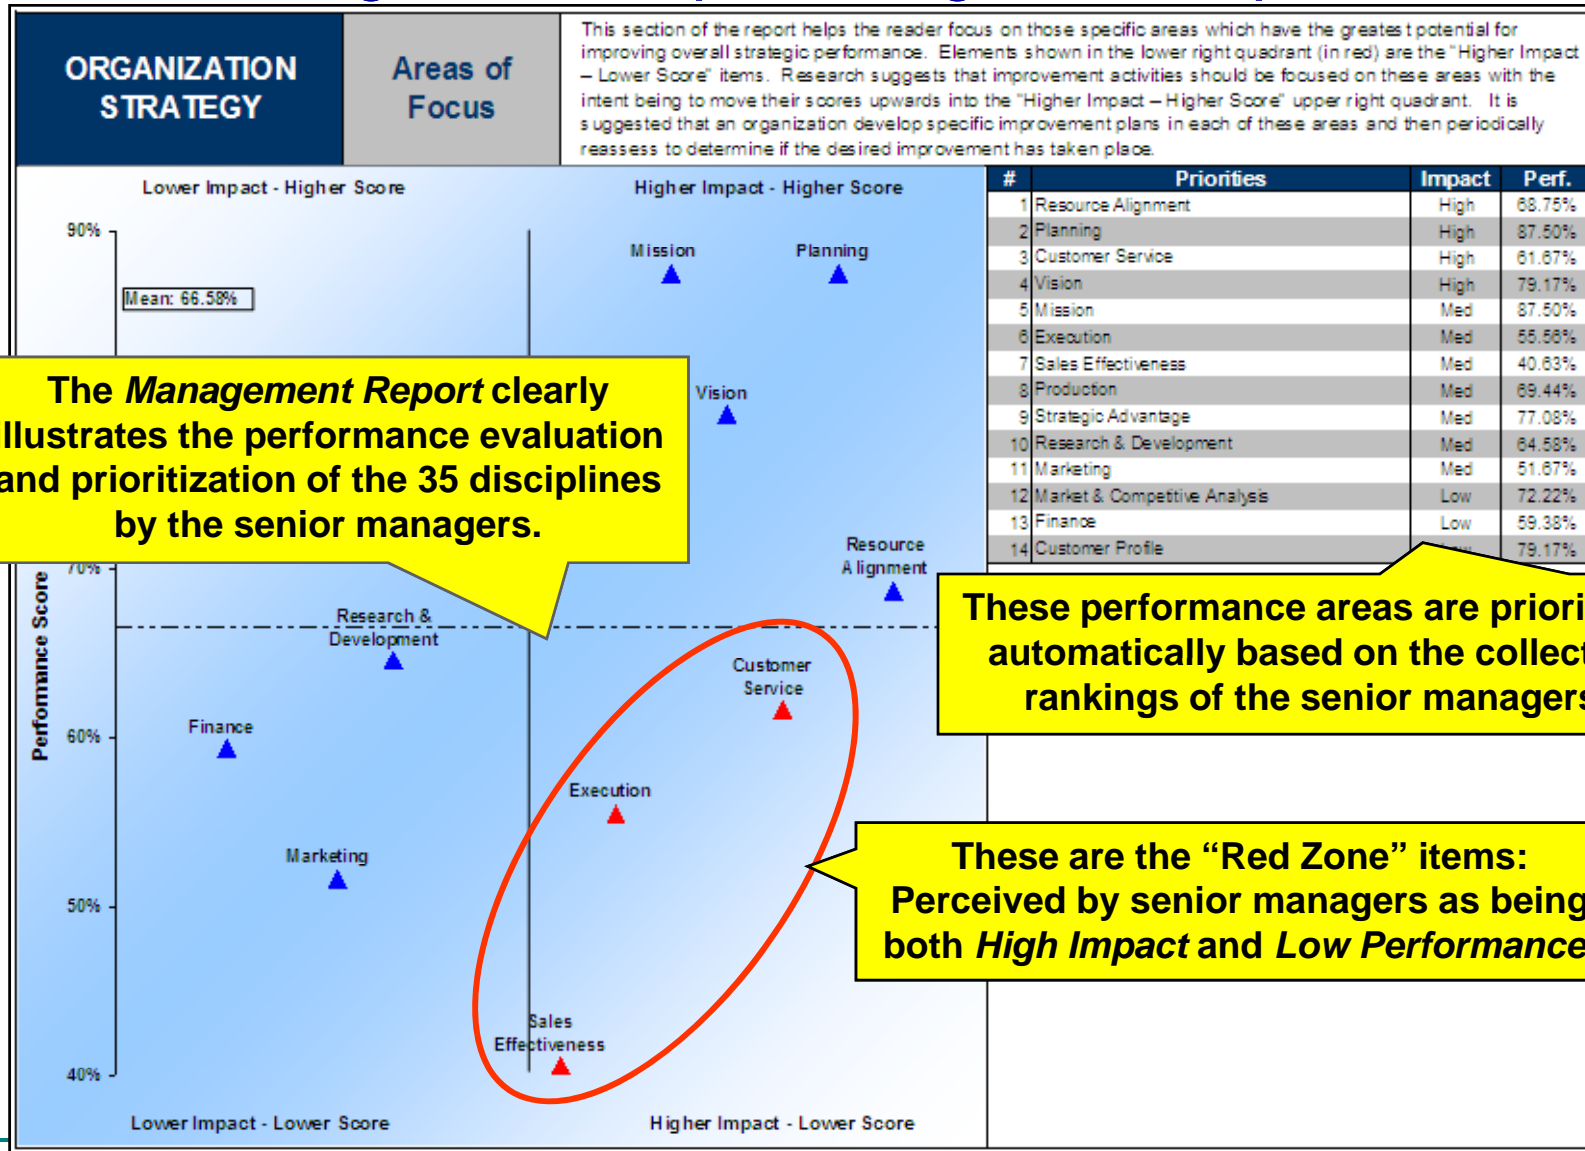 ORGANIZATION
STRATEGY
Areas of
Focus
This section of the report helps the reader focus on those specific areas which have the greatest potential for
improving overall strategic performance. Elements shown in the lower right quadrant (in red) are the "Higher Impact
– Lower Score" items. Research suggests that improvement activities should be focused on these areas with the
intent being to move their scores upwards into the "Higher Impact – Higher Score" upper right quadrant. It is
suggested that an organization develop specific improvement plans in each of these areas and then periodically
reassess to determine if the desired improvement has taken place.
Lower Impact - Higher Score
Higher Impact - Higher Score
90%
Mean: 66.58%
Mission
Planning
Vision
The Management Report clearly
illustrates the performance evaluation
and prioritization of the 35 disciplines
by the senior managers.
70%
Resource
Alignment
Performance Score
Research &
Development
Customer
Service
60%
Finance
Execution
Marketing
50%
Sales
Effectiveness
40%
Lower Impact - Lower Score
Higher Impact - Lower Score
# Priorities Impact Perf.
1 Resource Alignment High 68.75%
2 Planning High 87.50%
3 Customer Service High 61.67%
4 Vision High 79.17%
5 Mission Med 87.50%
6 Execution Med 55.56%
7 Sales Effectiveness Med 40.63%
8 Production Med 69.44%
9 Strategic Advantage Med 77.08%
10 Research & Development Med 64.58%
11 Marketing Med 51.67%
12 Market & Competitive Analysis Low 72.22%
13 Finance Low 59.38%
14 Customer Profile Low 79.17%
These performance areas are priori
automatically based on the collect
rankings of the senior managers
These are the “Red Zone” items:
Perceived by senior managers as being
both High Impact and Low Performance